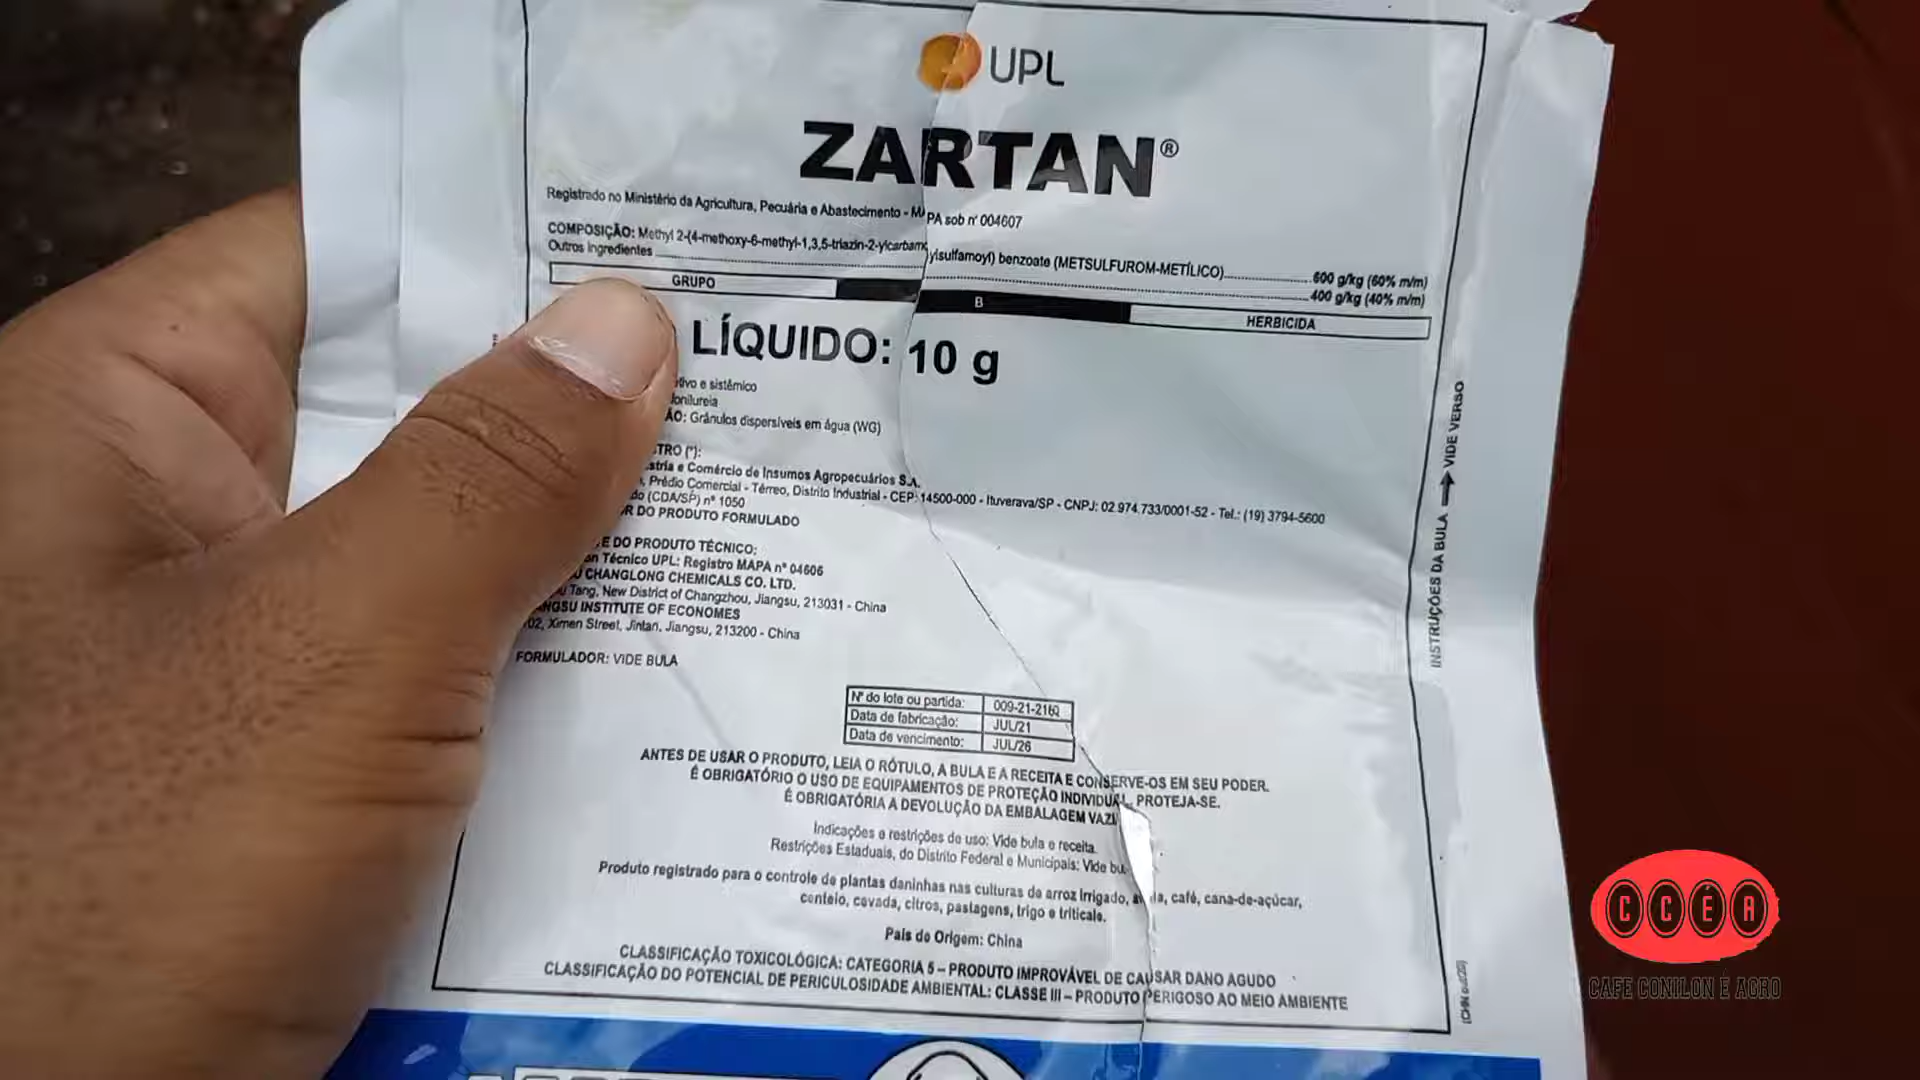 UPL
ZARTAN®
Registrado no Ministério da Agricultura, Pecuária e Abastecimento - MAPA sob nº 004607
COMPOSIÇÃO: Methyl 2-(4-methoxy-6-methyl-1,3,5-triazin-2-ylcarbamoylsulfamoyl) benzoate (METSULFUROM-METÍLICO) 600 g/kg (60% m/m)
Outros Ingredientes 400 g/kg (40% m/m)
GRUPO B HERBICIDA
LÍQUIDO: 10 g
etivo e sistêmico
lonilureia
ÃO: Grânulos dispersíveis em água (WG)
STRO (*):
ústria e Comércio de Insumos Agropecuários S.A.
, Prédio Comercial - Térreo, Distrito Industrial - CEP: 14500-000 - Ituverava/SP - CNPJ: 02.974.733/0001-52 - Tel.: (19) 3794-5600
do (CDA/SP) nº 1050
R DO PRODUTO FORMULADO
E DO PRODUTO TÉCNICO:
an Técnico UPL: Registro MAPA nº 04606
U CHANGLONG CHEMICALS CO. LTD.
Tang, New District of Changzhou, Jiangsu, 213031 - China
NGSU INSTITUTE OF ECONOMES
102, Ximen Street, Jintan, Jiangsu, 213200 - China
FORMULADOR: VIDE BULA
Nº do lote ou partida: 009-21-216
Data de fabricação: JUL/21
Data de vencimento: JUL/26
ANTES DE USAR O PRODUTO, LEIA O RÓTULO, A BULA E A RECEITA E CONSERVE-OS EM SEU PODER.
É OBRIGATÓRIO O USO DE EQUIPAMENTOS DE PROTEÇÃO INDIVIDUAL. PROTEJA-SE.
É OBRIGATÓRIA A DEVOLUÇÃO DA EMBALAGEM VAZI
Indicações e restrições de uso: Vide bula e receita.
Restrições Estaduais, do Distrito Federal e Municipais: Vide bu
Produto registrado para o controle de plantas daninhas nas culturas de arroz irrigado, a ia, café, cana-de-açúcar,
centeio, cevada, citros, pastagens, trigo e triticale.
País de Origem: China
CLASSIFICAÇÃO TOXICOLÓGICA: CATEGORIA 5 – PRODUTO IMPROVÁVEL DE CAUSAR DANO AGUDO
CLASSIFICAÇÃO DO POTENCIAL DE PERICULOSIDADE AMBIENTAL: CLASSE III – PRODUTO PERIGOSO AO MEIO AMBIENTE
INSTRUÇÕES DA BULA → VIDE VERSO
CCÉA
CAFE CONILON É AGRO